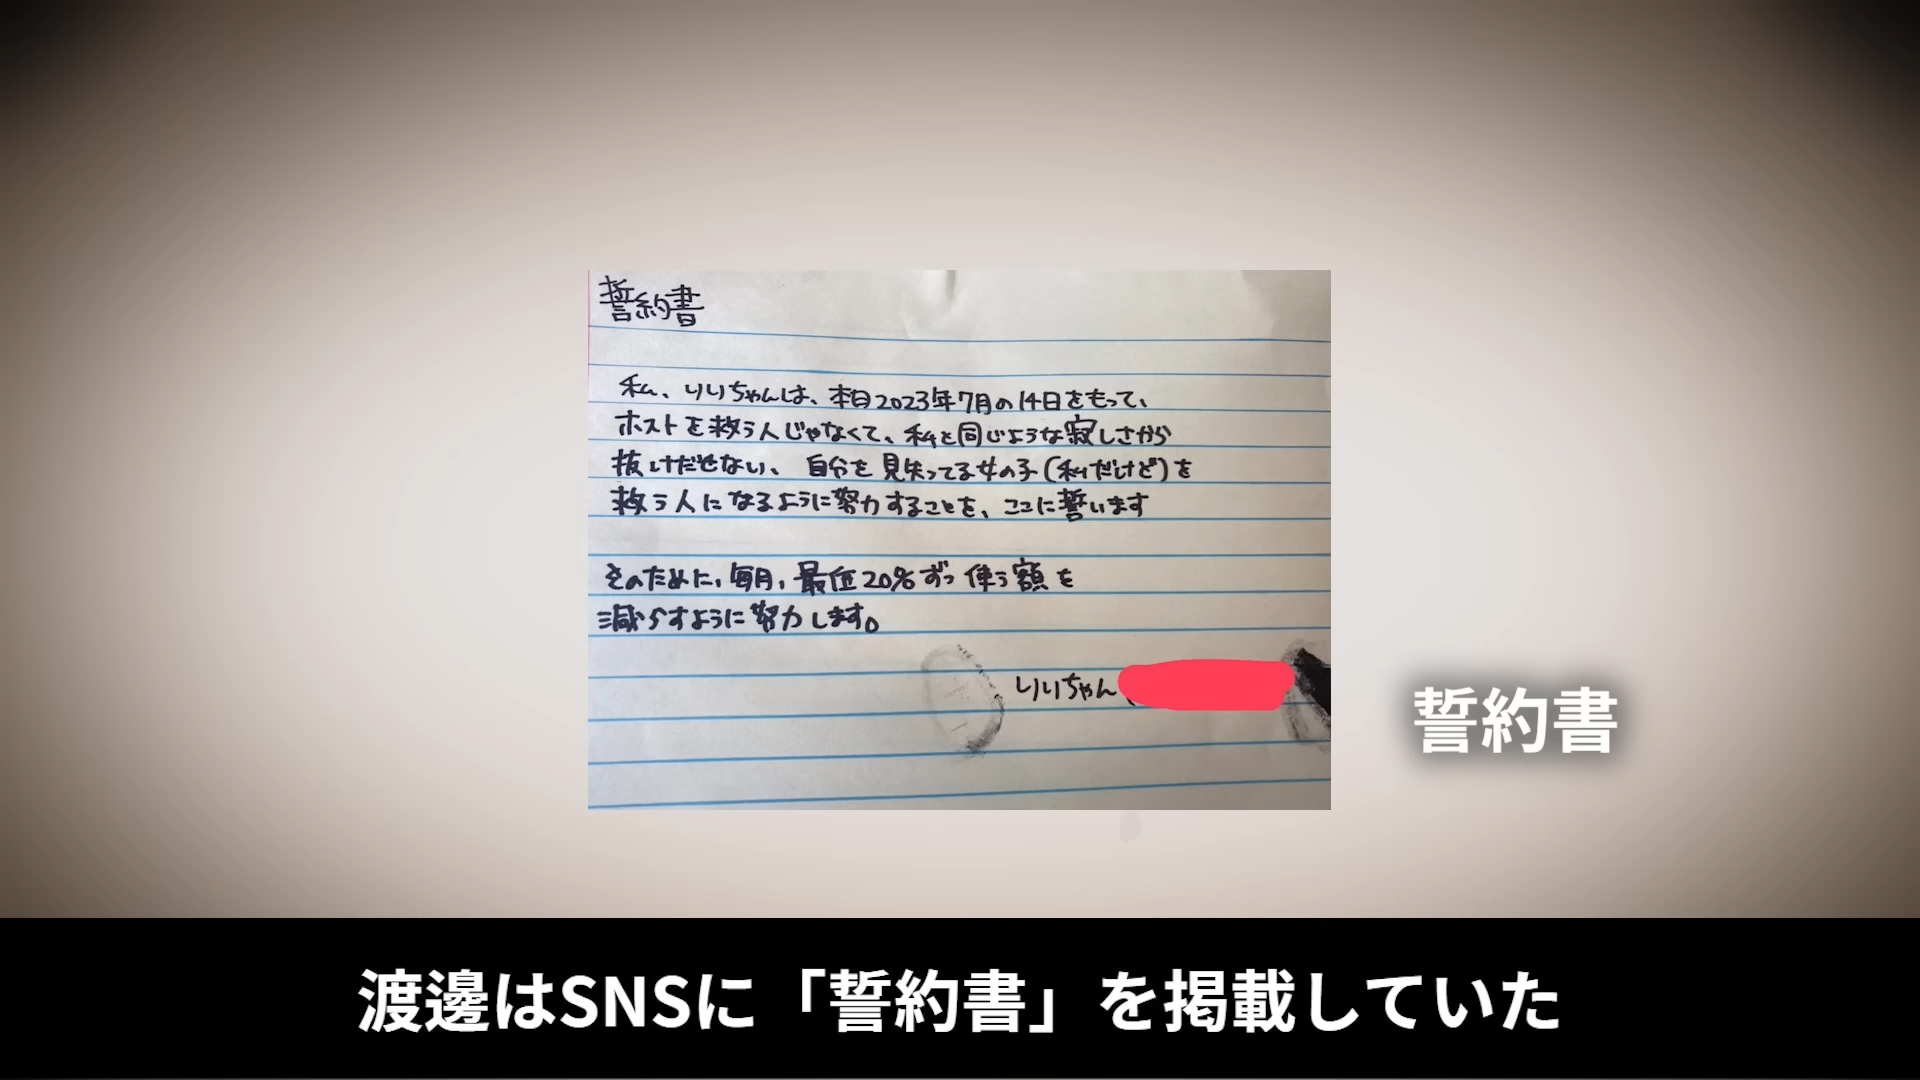 誓約書
私、りりちゃんは、本日2023年7月の14日をもって、
ホストを救う人じゃなくて、私と同じような寂しさから
抜けだせない、自分を見失ってる女の子(私だけど)を
救う人になるように努力することを、ここに誓います
そのために、毎月、最低20%ずつ使う額を
減らすように努力します。
りりちゃん
誓約書
渡邊はSNSに「誓約書」を掲載していた